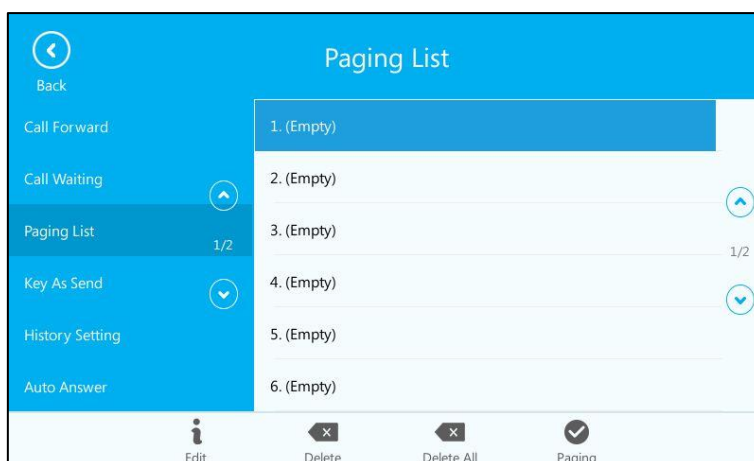 Paging List
Back
Call Forward
Call Waiting
Paging List
1/2
Key As Send
History Setting
Auto Answer
1. (Empty)
2. (Empty)
3. (Empty)
4. (Empty)
5. (Empty)
6. (Empty)
1/2
Edit
Delete
Delete All
Paging